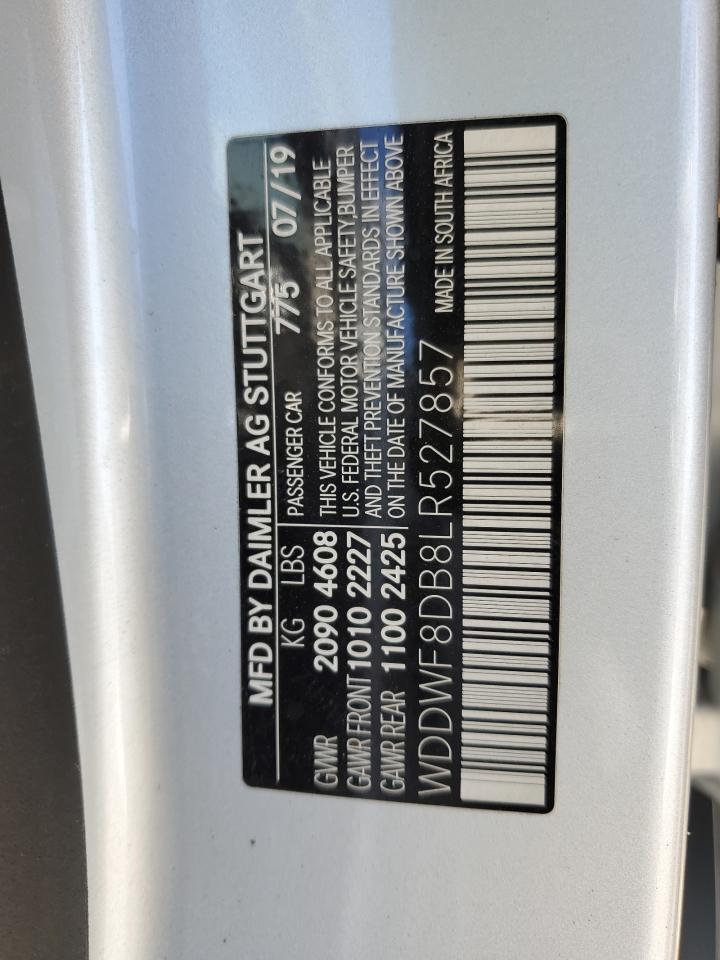 MFD BY DAIMLER AG STUTTGART
KG LBS
GVWR 2090 4608
GAWR FRONT 1010 2227
GAWR REAR 1100 2425
PASSENGER CAR 775 07/19
THIS VEHICLE CONFORMS TO ALL APPLICABLE
U.S. FEDERAL MOTOR VEHICLE SAFETY,BUMPER
AND THEFT PREVENTION STANDARDS IN EFFECT
ON THE DATE OF MANUFACTURE SHOWN ABOVE
WDDWF8DB8LR527857 MADE IN SOUTH AFRICA